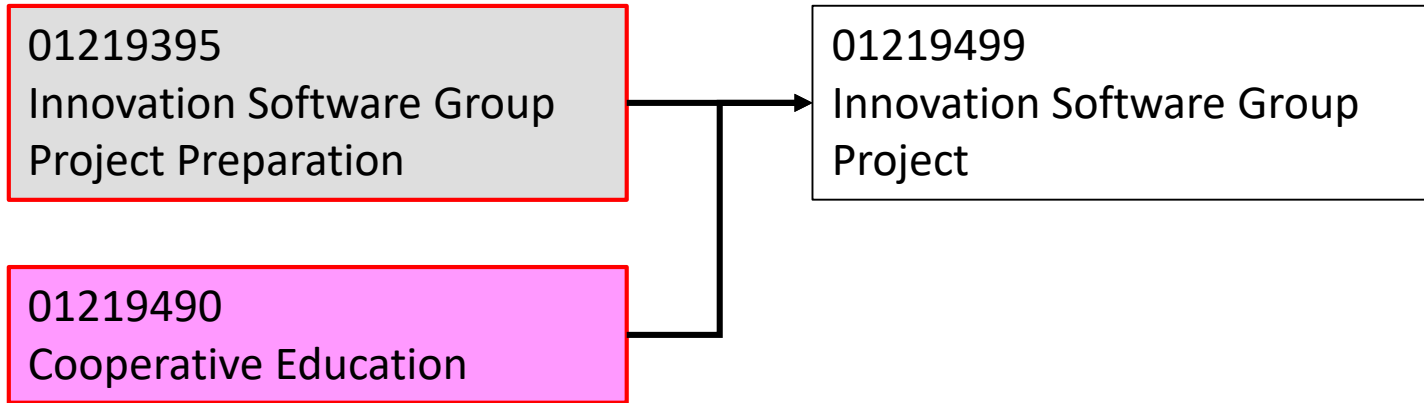 01219395
Innovation Software Group
Project Preparation
01219499
Innovation Software Group
Project
01219490
Cooperative Education